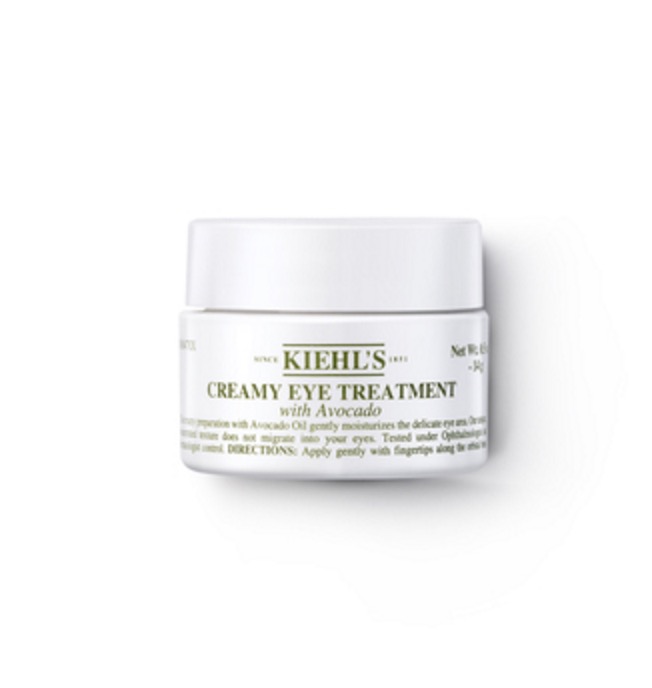 SINCE KIEHL'S 1851
Net Wt.
CREAMY EYE TREATMENT
with Avocado
preparation with Avocado Oil gently moisturizes the delicate eye area.
does not migrate into your eyes. Tested under
control. DIRECTIONS: Apply gently with fingertips along the